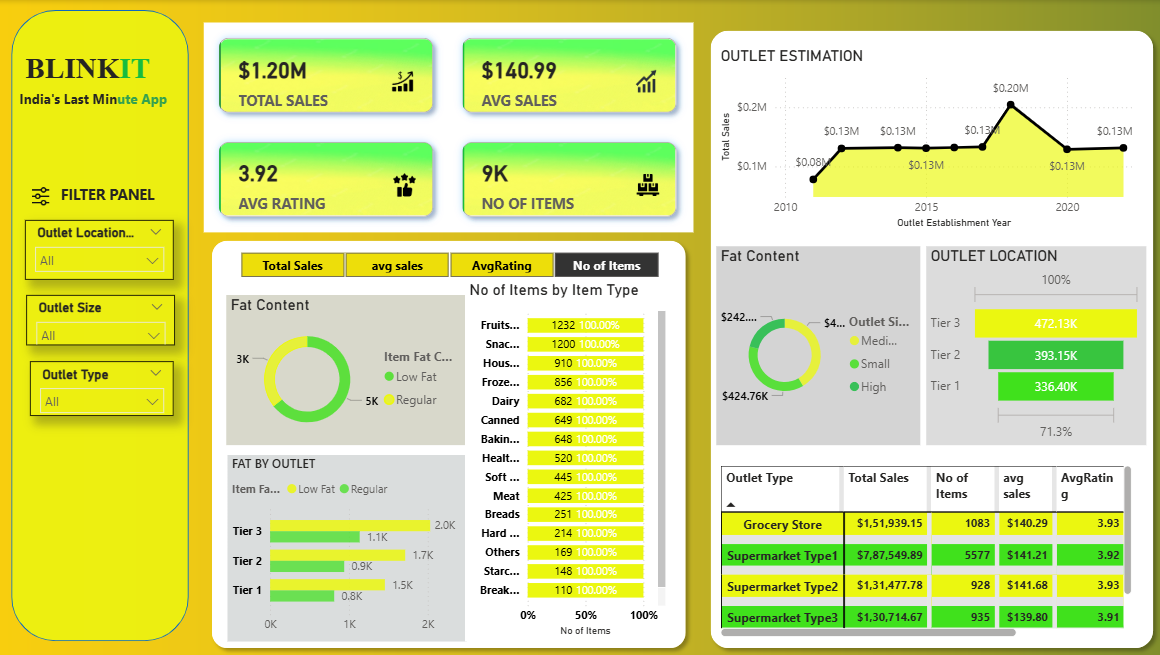 BLINKIT
India's Last Minute App
FILTER PANEL
Outlet Location...
All
Outlet Size
All
Outlet Type
All
$1.20M
TOTAL SALES
$140.99
AVG SALES
3.92
AVG RATING
9K
NO OF ITEMS
Total Sales
avg sales
AvgRating
No of Items
Fat Content
3K
5K
Item Fat C...
Low Fat
Regular
FAT BY OUTLET
Item Fa... Low Fat Regular
Tier 3 2.0K
1.1K
Tier 2 1.7K
0.9K
Tier 1 1.5K
0.8K
0K 1K 2K
No of Items by Item Type
Fruits... 1232 100.00%
Snac... 1200 100.00%
Hous... 910 100.00%
Froze... 856 100.00%
Dairy 682 100.00%
Canned 649 100.00%
Bakin... 648 100.00%
Healt... 520 100.00%
Soft ... 445 100.00%
Meat 425 100.00%
Breads 251 100.00%
Hard ... 214 100.00%
Others 169 100.00%
Starc... 148 100.00%
Break... 110 100.00%
0% 50% 100%
No of Items
OUTLET ESTIMATION
Total Sales
$0.2M
$0.1M
$0.08M
$0.13M
$0.13M
$0.13M
$0.13M
$0.20M
$0.13M
$0.13M
2010 2015 2020
Outlet Establishment Year
Fat Content
$242....
$4...
$424.76K
Outlet Si...
Medi...
Small
High
OUTLET LOCATION
100%
Tier 3 472.13K
Tier 2 393.15K
Tier 1 336.40K
71.3%
Outlet Type Total Sales No of Items avg sales AvgRating
Grocery Store $1,51,939.15 1083 $140.29 3.93
Supermarket Type1 $7,87,549.89 5577 $141.21 3.92
Supermarket Type2 $1,31,477.78 928 $141.68 3.93
Supermarket Type3 $1,30,714.67 935 $139.80 3.91